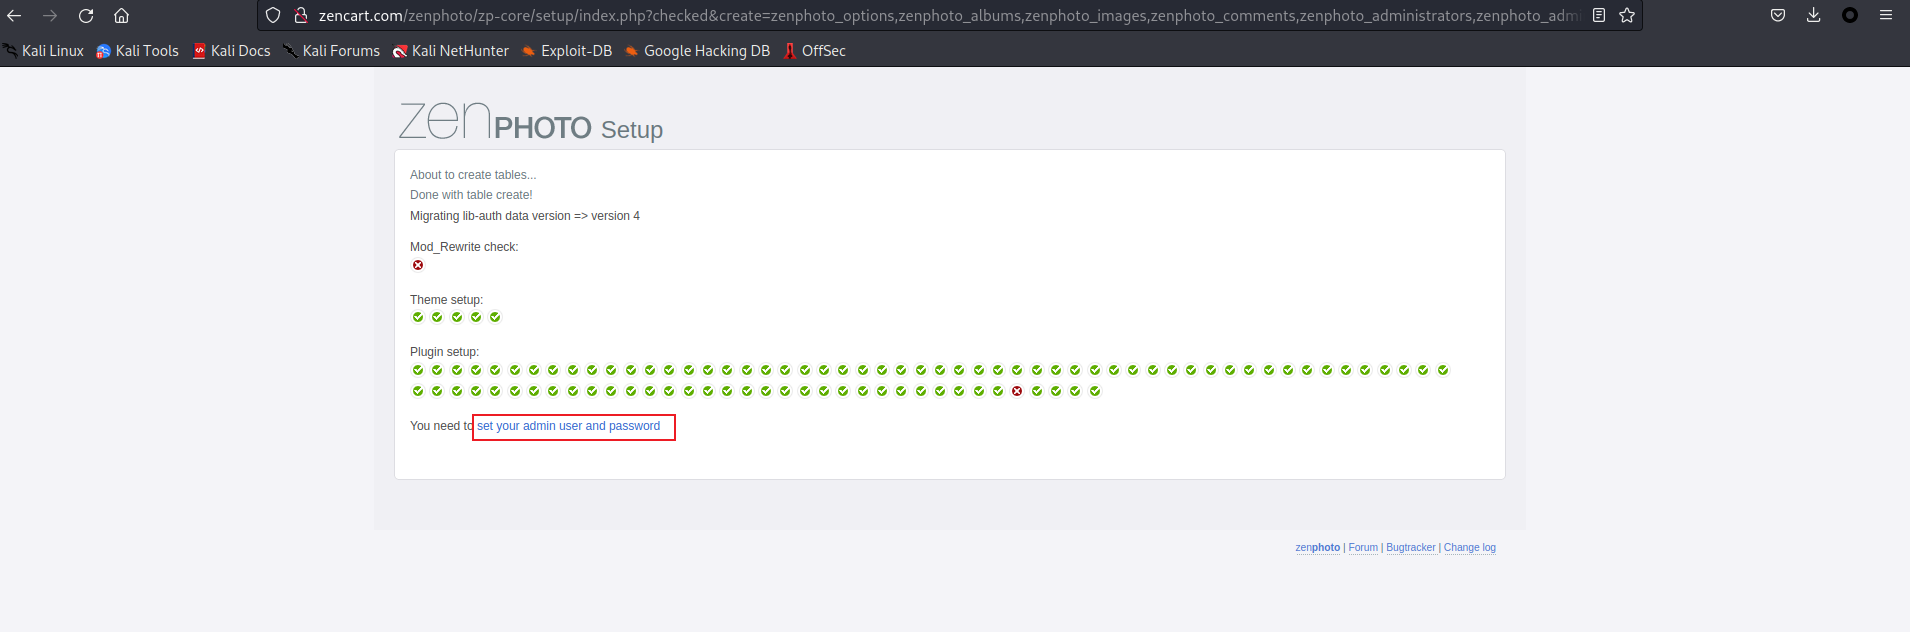 zencart.com/zenphoto/zp-core/setup/index.php?checked&create=zenphoto_options,zenphoto_albums,zenphoto_images,zenphoto_comments,zenphoto_administrators,zenphoto_admi
Kali Linux Kali Tools Kali Docs Kali Forums Kali NetHunter Exploit-DB Google Hacking DB OffSec
zenPHOTO Setup
About to create tables...
Done with table create!
Migrating lib-auth data version => version 4
Mod_Rewrite check:
Theme setup:
Plugin setup:
You need to set your admin user and password
zenphoto | Forum | Bugtracker | Change log